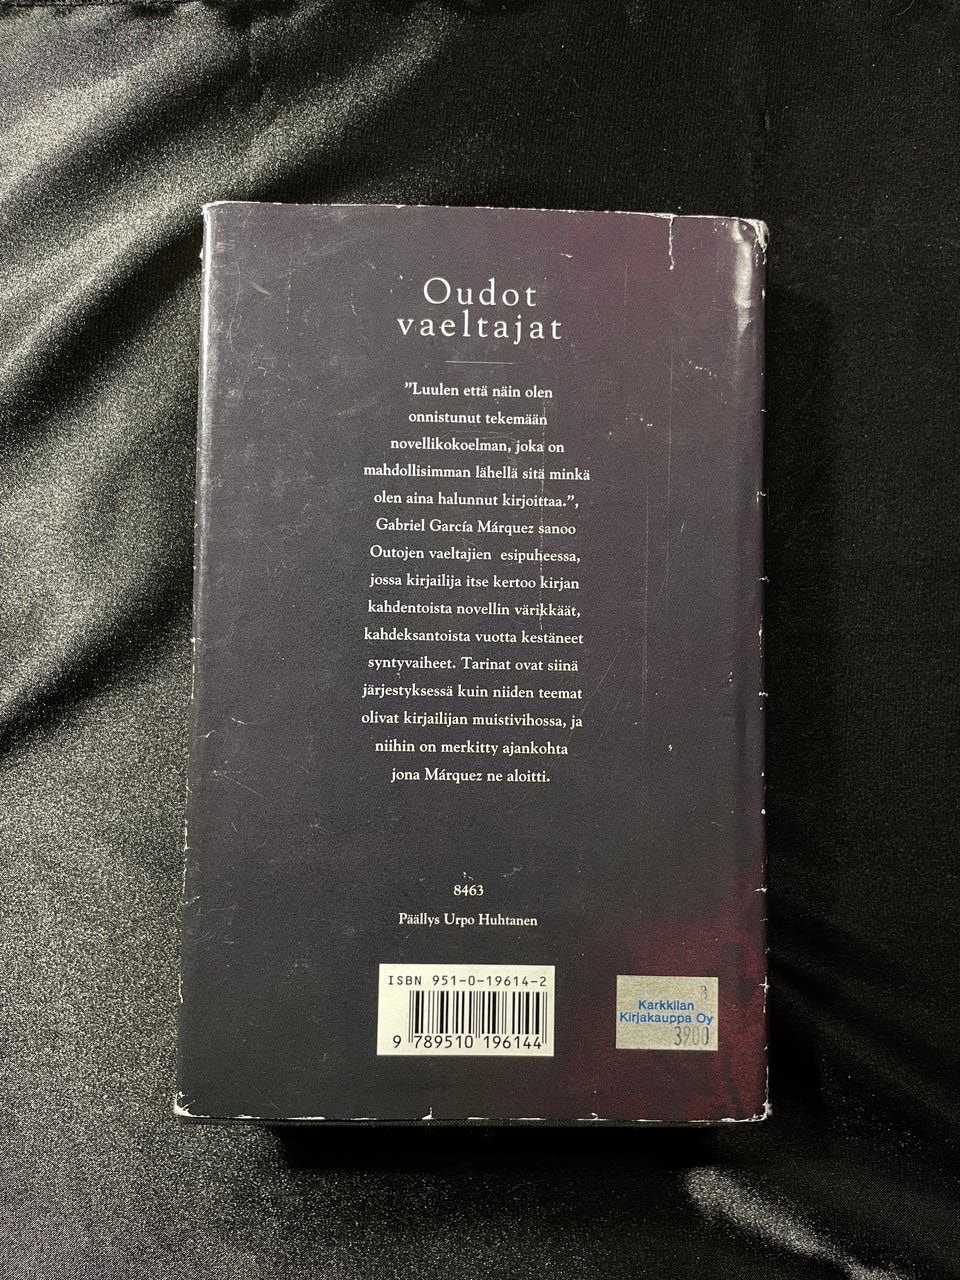 Oudot
vaeltajat
”Luulen että näin olen
onnistunut tekemään
novellikokoelman, joka on
mahdollisimman lähellä sitä minkä
olen aina halunnut kirjoittaa.”,
Gabriel García Márquez sanoo
Outojen vaeltajien esipuheessa,
jossa kirjailija itse kertoo kirjan
kahdentoista novellin värikkäät,
kahdeksantoista vuotta kestäneet
syntyvaiheet. Tarinat ovat siinä
järjestyksessä kuin niiden teemat
olivat kirjailijan muistivihossa, ja
niihin on merkitty ajankohta
jona Márquez ne aloitti.
8463
Päällys Urpo Huhtanen
ISBN 951-0-19614-2
9 789510 196144
Karkkilan
Kirjakauppa Oy
3900